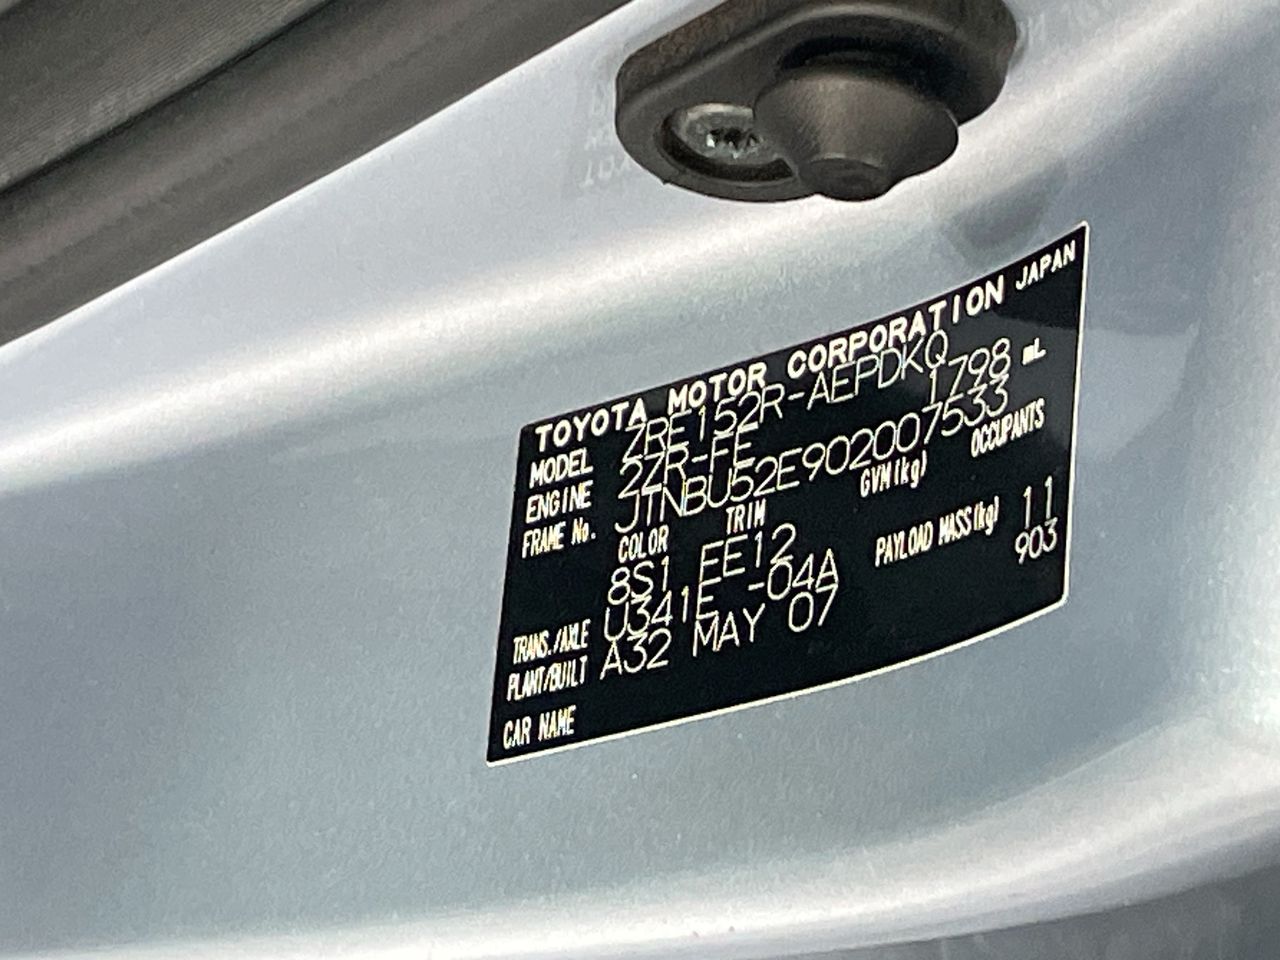 TOYOTA MOTOR CORPORATION JAPAN
MODEL ZRE152R-AEPDKQ
ENGINE 2ZR-FE 1798 mL
FRAME No. JTNBU52E902007533
COLOR TRIM GVM(kg) OCCUPANTS
8S1 EE12 PAYLOAD MASS(kg) 11
903
TRANS./AXLE U341E -04A
PLANT/BUILT A32 MAY 07
CAR NAME